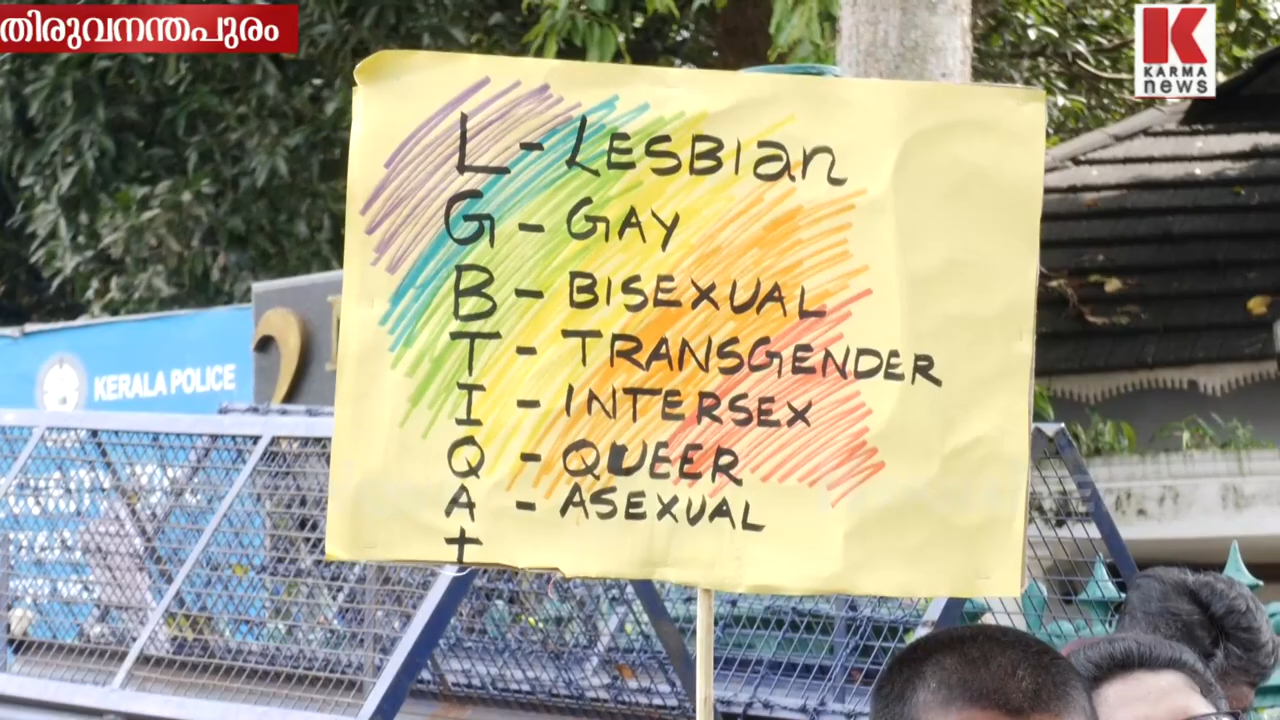 തിരുവനന്തപുരം
K
KARMA
news
L - LESBIan
G - GAY
B - BISEXUAL
T - TRANSGENDER
I - INTERSEX
Q - QUEER
A - ASEXUAL
+
KERALA POLICE